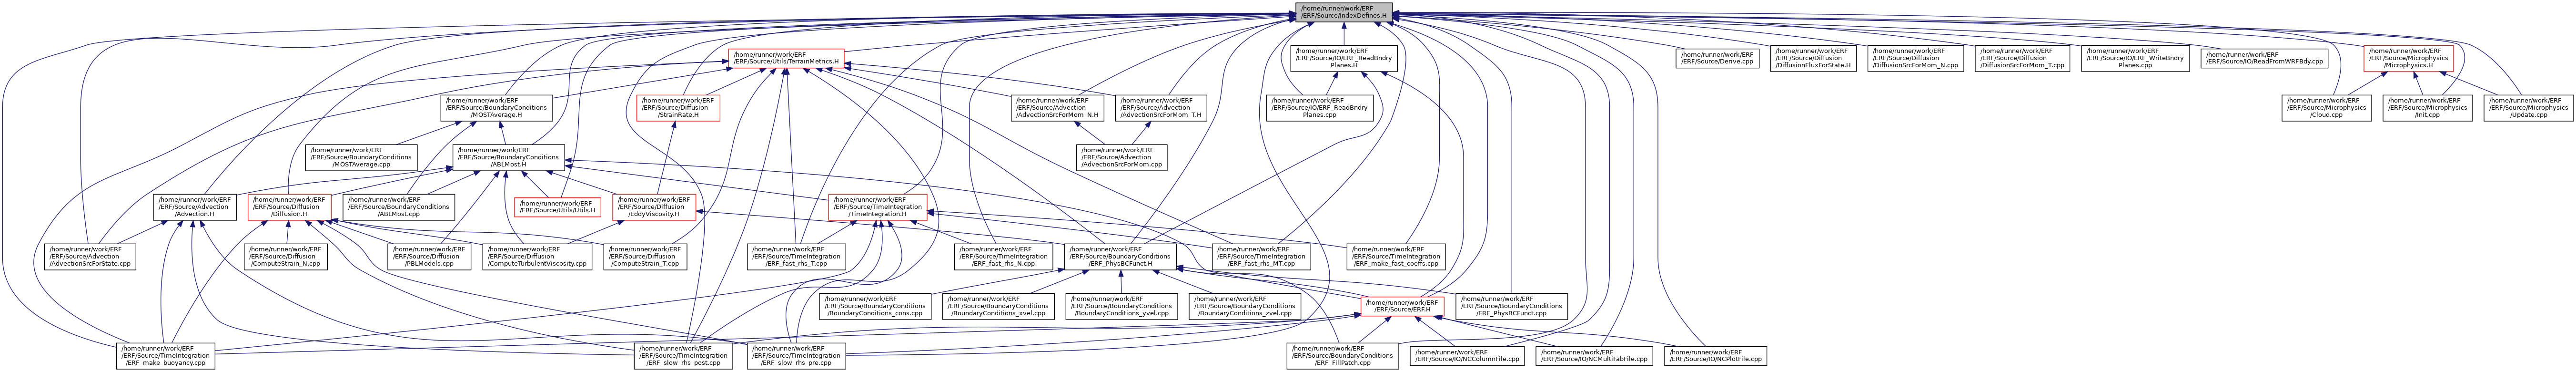 /home/runner/work/ERF
/ERF/Source/IndexDefines.H
/home/runner/work/ERF
/ERF/Source/Utils/TerrainMetrics.H
/home/runner/work/ERF
/ERF/Source/IO/ERF_ReadBndry
Planes.H
/home/runner/work/ERF
/ERF/Source/Derive.cpp
/home/runner/work/ERF
/ERF/Source/Diffusion
/DiffusionFluxForState.H
/home/runner/work/ERF
/ERF/Source/Diffusion
/DiffusionSrcForMom_N.cpp
/home/runner/work/ERF
/ERF/Source/Diffusion
/DiffusionSrcForMom_T.cpp
/home/runner/work/ERF
/ERF/Source/IO/ERF_WriteBndry
Planes.cpp
/home/runner/work/ERF
/ERF/Source/IO/ReadFromWRFBdy.cpp
/home/runner/work/ERF
/ERF/Source/Microphysics
/Microphysics.H
/home/runner/work/ERF
/ERF/Source/BoundaryConditions
/MOSTAverage.H
/home/runner/work/ERF
/ERF/Source/Diffusion
/StrainRate.H
/home/runner/work/ERF
/ERF/Source/Advection
/AdvectionSrcForMom_N.H
/home/runner/work/ERF
/ERF/Source/Advection
/AdvectionSrcForMom_T.H
/home/runner/work/ERF
/ERF/Source/IO/ERF_ReadBndry
Planes.cpp
/home/runner/work/ERF
/ERF/Source/Microphysics
/Cloud.cpp
/home/runner/work/ERF
/ERF/Source/Microphysics
/Init.cpp
/home/runner/work/ERF
/ERF/Source/Microphysics
/Update.cpp
/home/runner/work/ERF
/ERF/Source/BoundaryConditions
/MOSTAverage.cpp
/home/runner/work/ERF
/ERF/Source/BoundaryConditions
/ABLMost.H
/home/runner/work/ERF
/ERF/Source/Advection
/AdvectionSrcForMom.cpp
/home/runner/work/ERF
/ERF/Source/Advection
/Advection.H
/home/runner/work/ERF
/ERF/Source/Diffusion
/Diffusion.H
/home/runner/work/ERF
/ERF/Source/BoundaryConditions
/ABLMost.cpp
/home/runner/work/ERF
/ERF/Source/Utils/Utils.H
/home/runner/work/ERF
/ERF/Source/Diffusion
/EddyViscosity.H
/home/runner/work/ERF
/ERF/Source/TimeIntegration
/TimeIntegration.H
/home/runner/work/ERF
/ERF/Source/Advection
/AdvectionSrcForState.cpp
/home/runner/work/ERF
/ERF/Source/Diffusion
/ComputeStrain_N.cpp
/home/runner/work/ERF
/ERF/Source/Diffusion
/PBLModels.cpp
/home/runner/work/ERF
/ERF/Source/Diffusion
/ComputeTurbulentViscosity.cpp
/home/runner/work/ERF
/ERF/Source/Diffusion
/ComputeStrain_T.cpp
/home/runner/work/ERF
/ERF/Source/TimeIntegration
/ERF_fast_rhs_T.cpp
/home/runner/work/ERF
/ERF/Source/TimeIntegration
/ERF_fast_rhs_N.cpp
/home/runner/work/ERF
/ERF/Source/BoundaryConditions
/ERF_PhysBCFunct.H
/home/runner/work/ERF
/ERF/Source/TimeIntegration
/ERF_fast_rhs_MT.cpp
/home/runner/work/ERF
/ERF/Source/TimeIntegration
/ERF_make_fast_coeffs.cpp
/home/runner/work/ERF
/ERF/Source/BoundaryConditions
/BoundaryConditions_cons.cpp
/home/runner/work/ERF
/ERF/Source/BoundaryConditions
/BoundaryConditions_xvel.cpp
/home/runner/work/ERF
/ERF/Source/BoundaryConditions
/BoundaryConditions_yvel.cpp
/home/runner/work/ERF
/ERF/Source/BoundaryConditions
/BoundaryConditions_zvel.cpp
/home/runner/work/ERF
/ERF/Source/ERF.H
/home/runner/work/ERF
/ERF/Source/BoundaryConditions
/ERF_PhysBCFunct.cpp
/home/runner/work/ERF
/ERF/Source/TimeIntegration
/ERF_make_buoyancy.cpp
/home/runner/work/ERF
/ERF/Source/TimeIntegration
/ERF_slow_rhs_post.cpp
/home/runner/work/ERF
/ERF/Source/TimeIntegration
/ERF_slow_rhs_pre.cpp
/home/runner/work/ERF
/ERF/Source/BoundaryConditions
/ERF_FillPatch.cpp
/home/runner/work/ERF
/ERF/Source/IO/NCColumnFile.cpp
/home/runner/work/ERF
/ERF/Source/IO/NCMultiFabFile.cpp
/home/runner/work/ERF
/ERF/Source/IO/NCPlotFile.cpp